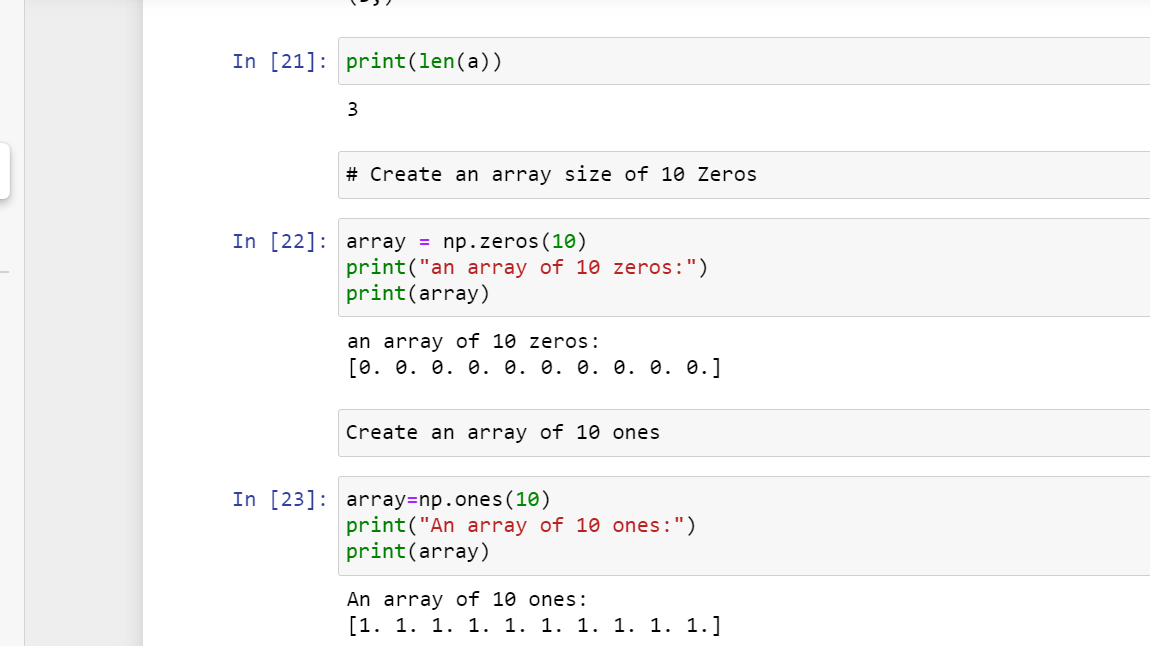 In [21]: print(len(a))
3
# Create an array size of 10 Zeros
In [22]: array = np.zeros(10)
print("an array of 10 zeros:")
print(array)
an array of 10 zeros:
[0. 0. 0. 0. 0. 0. 0. 0. 0. 0.]
Create an array of 10 ones
In [23]: array=np.ones(10)
print("An array of 10 ones:")
print(array)
An array of 10 ones:
[1. 1. 1. 1. 1. 1. 1. 1. 1. 1.]